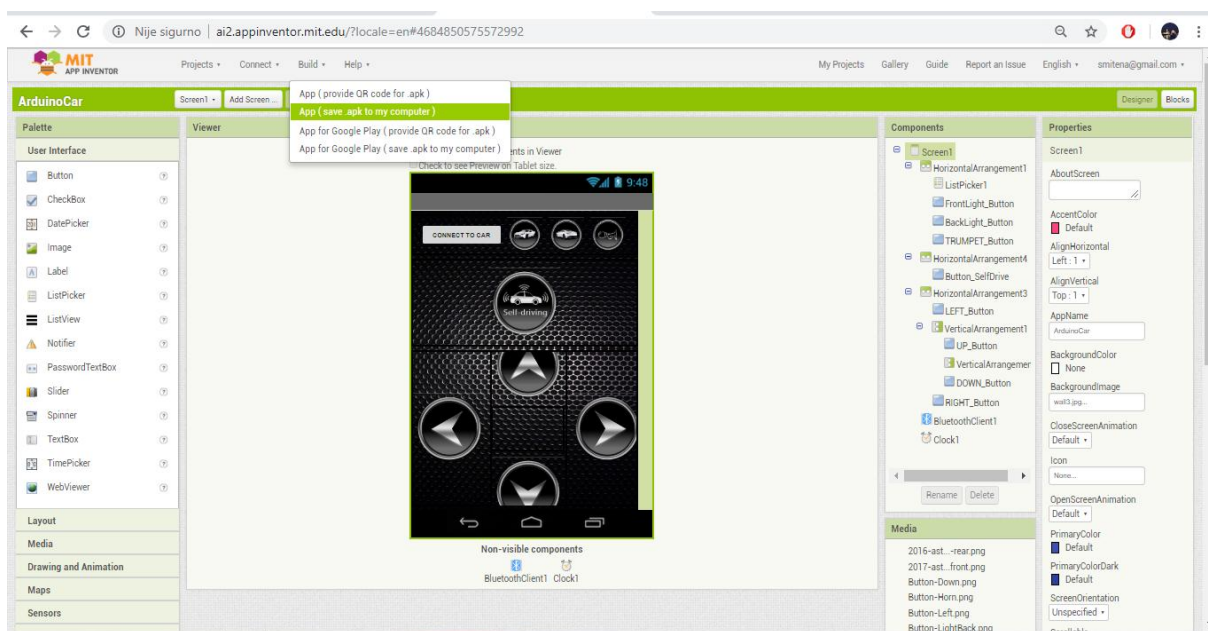 Nije sigurno | ai2.appinventor.mit.edu/?locale=en#4684850575572992
MIT
APP INVENTOR
Projects Connect Build Help My Projects Gallery Guide Report an Issue English smitena@gmail.com
ArduinoCar Screen1 Add Screen ... Designer Blocks
App ( provide QR code for .apk )
App ( save .apk to my computer )
App for Google Play ( provide QR code for .apk )
App for Google Play ( save .apk to my computer )
Palette
User Interface
Button
CheckBox
DatePicker
Image
Label
ListPicker
ListView
Notifier
PasswordTextBox
Slider
Spinner
TextBox
TimePicker
WebViewer
Layout
Media
Drawing and Animation
Maps
Sensors
Viewer
ents in Viewer
Check to see Preview on Tablet size.
9:48
CONNECT TO CAR
Self-driving
Non-visible components
BluetoothClient1 Clock1
Components
Screen1
HorizontalArrangement1
ListPicker1
FrontLight_Button
BackLight_Button
TRUMPET_Button
HorizontalArrangement4
Button_SelfDrive
HorizontalArrangement3
LEFT_Button
VerticalArrangement1
UP_Button
VerticalArrangemer
DOWN_Button
RIGHT_Button
BluetoothClient1
Clock1
Rename Delete
Media
2016-ast...-rear.png
2017-ast...front.png
Button-Down.png
Button-Horn.png
Button-Left.png
Button-LightBack.png
Properties
Screen1
AboutScreen
AccentColor
Default
AlignHorizontal
Left : 1
AlignVertical
Top : 1
AppName
ArduinoCar
BackgroundColor
None
BackgroundImage
wall3.jpg...
CloseScreenAnimation
Default
Icon
None...
OpenScreenAnimation
Default
PrimaryColor
Default
PrimaryColorDark
Default
ScreenOrientation
Unspecified